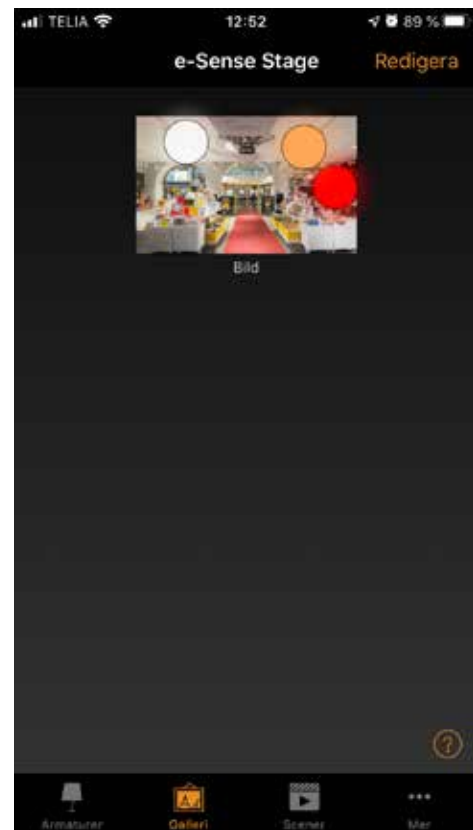 TELIA 12:52 89 %
e-Sense Stage Redigera
Bild
?
Armaturer Galleri Scener Mer